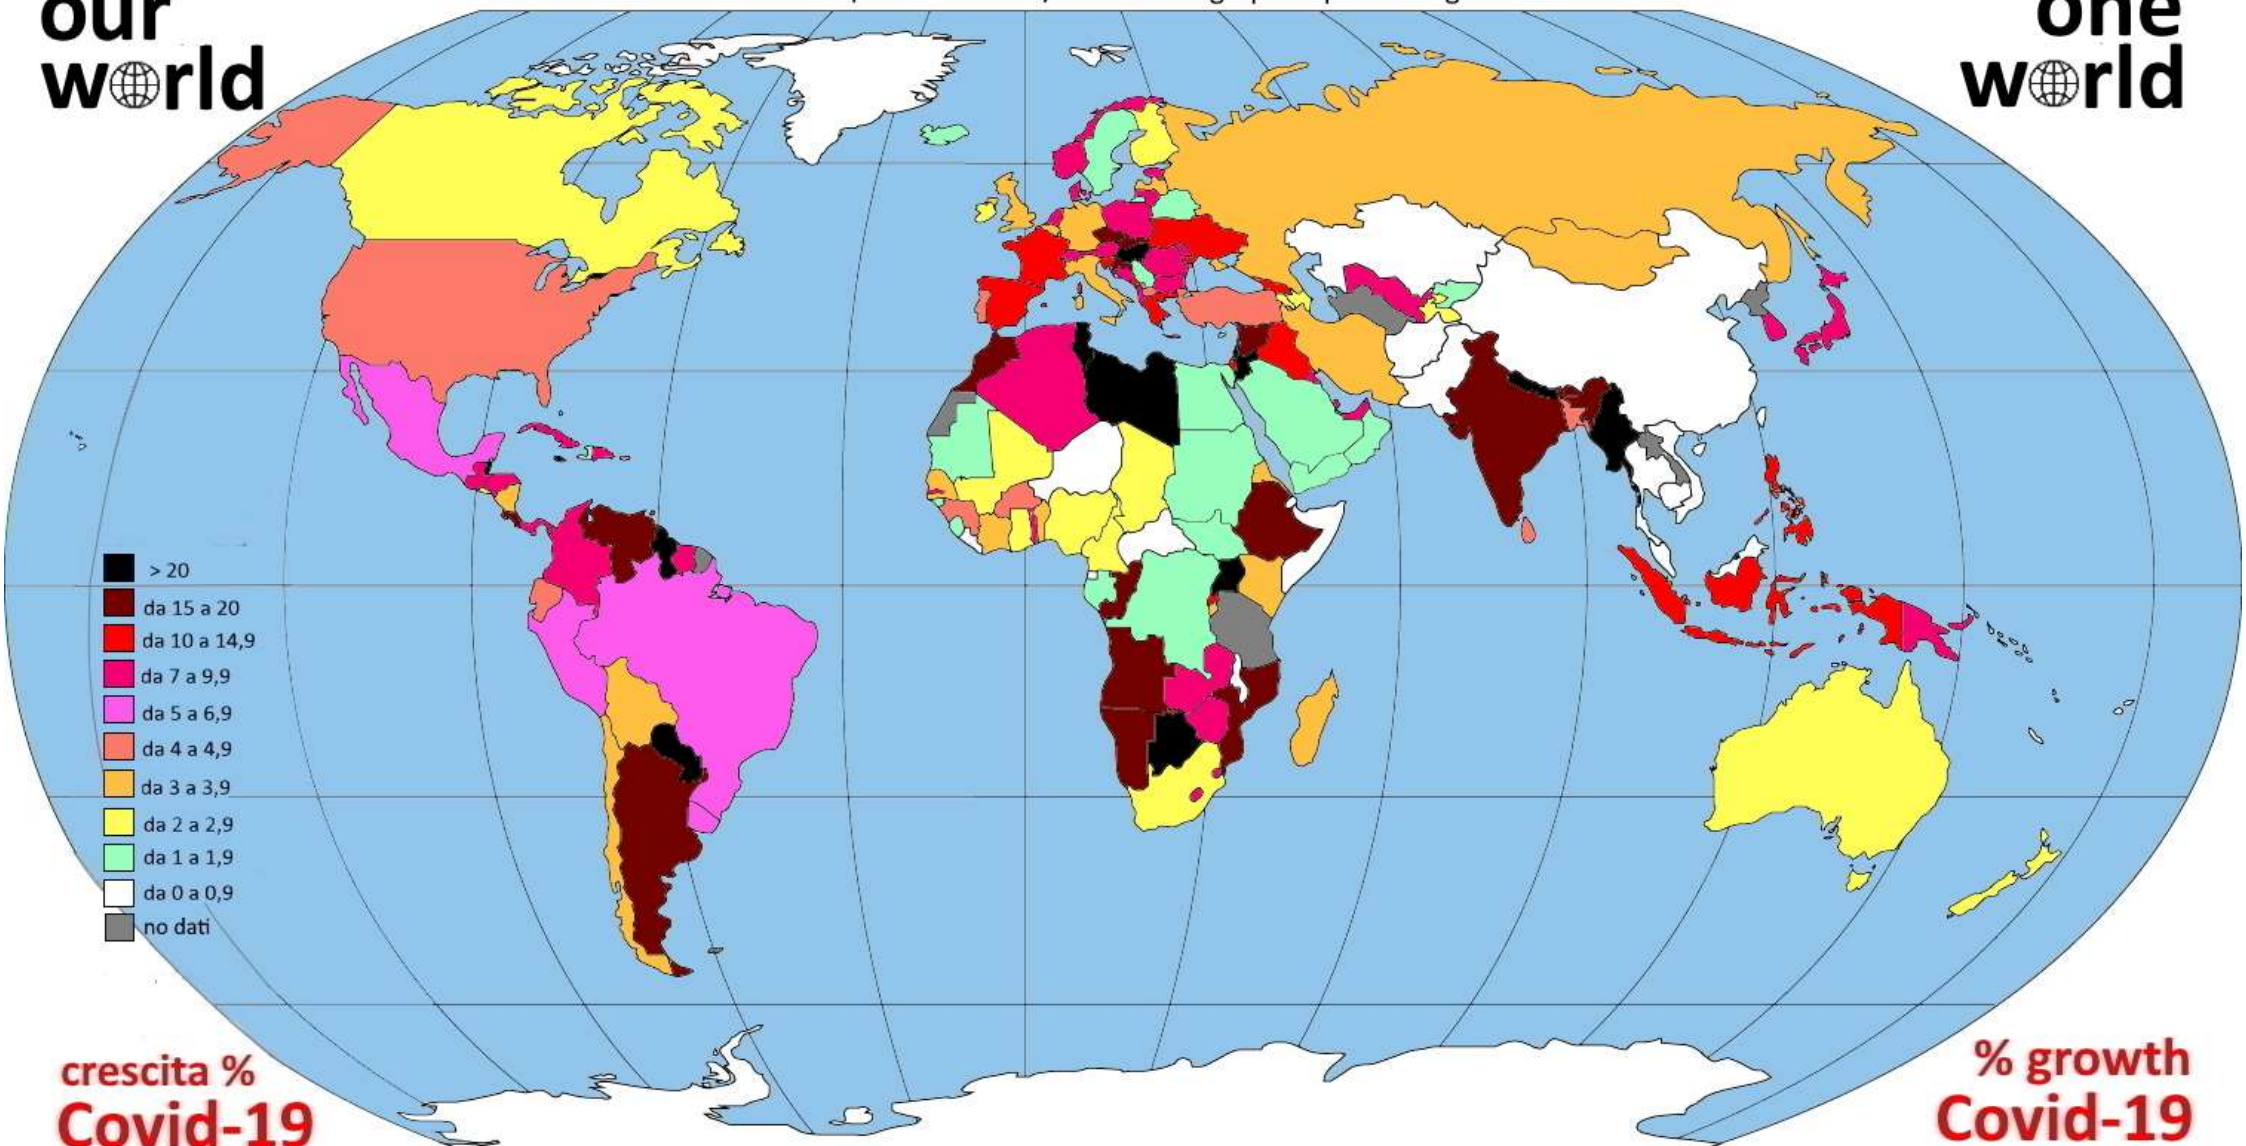 our
world
one
world
> 20
da 15 a 20
da 10 a 14,9
da 7 a 9,9
da 5 a 6,9
da 4 a 4,9
da 3 a 3,9
da 2 a 2,9
da 1 a 1,9
da 0 a 0,9
no dati
crescita %
Covid-19
% growth
Covid-19